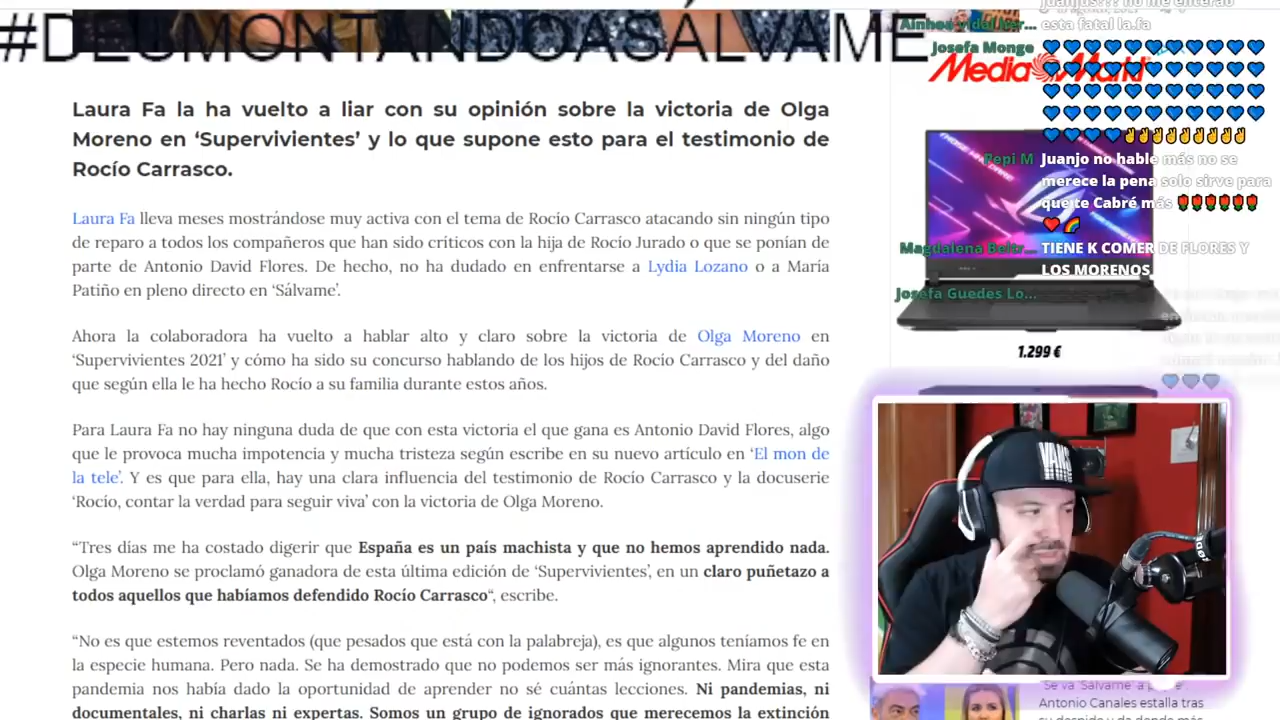 #DESMONTANDOASÁLVAME
Laura Fa la ha vuelto a liar con su opinión sobre la victoria de Olga
Moreno en ‘Supervivientes’ y lo que supone esto para el testimonio de
Rocío Carrasco.
Laura Fa lleva meses mostrándose muy activa con el tema de Rocío Carrasco atacando sin ningún tipo
de reparo a todos los compañeros que han sido críticos con la hija de Rocío Jurado o que se ponían de
parte de Antonio David Flores. De hecho, no ha dudado en enfrentarse a Lydia Lozano o a María
Patiño en pleno directo en ‘Sálvame’.
Ahora la colaboradora ha vuelto a hablar alto y claro sobre la victoria de Olga Moreno en
‘Supervivientes 2021’ y cómo ha sido su concurso hablando de los hijos de Rocío Carrasco y del daño
que según ella le ha hecho Rocío a su familia durante estos años.
Para Laura Fa no hay ninguna duda de que con esta victoria el que gana es Antonio David Flores, algo
que le provoca mucha impotencia y mucha tristeza según escribe en su nuevo artículo en ‘El mon de
la tele’. Y es que para ella, hay una clara influencia del testimonio de Rocío Carrasco y la docuserie
‘Rocío, contar la verdad para seguir viva’ con la victoria de Olga Moreno.
“Tres días me ha costado digerir que España es un país machista y que no hemos aprendido nada.
Olga Moreno se proclamó ganadora de esta última edición de ‘Supervivientes’, en un claro puñetazo a
todos aquellos que habíamos defendido Rocío Carrasco“, escribe.
“No es que estemos reventados (que pesados que está con la palabreja), es que algunos teníamos fe en
la especie humana. Pero nada. Se ha demostrado que no podemos ser más ignorantes. Mira que esta
pandemia nos había dado la oportunidad de aprender no sé cuántas lecciones. Ni pandemias, ni
documentales, ni charlas ni expertas. Somos un grupo de ignorados que merecemos la extinción
esta fatal la.fa
Josefa Monge
MediaMarkt
Pepi M Juanjo no hable más no se
merece la pena solo sirve para
que te Cabré más 🌹🌹🌹🌹🌹🌹
❤️🌈
Magdalena Beltr... TIENE K COMER DE FLORES Y
LOS MORENOS
Josefa Guedes Lo...
1.299 €
VANS
"Se va 'Sálvame' a
Antonio Canales estalla tras